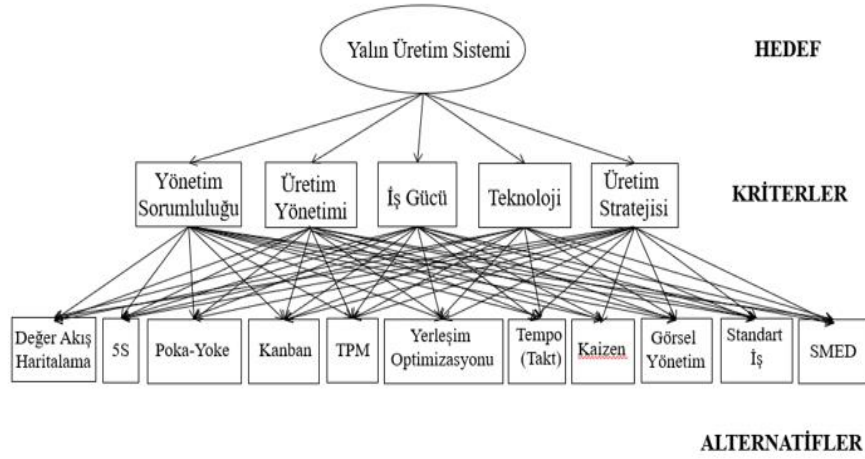 Yalın Üretim Sistemi
HEDEF
Yönetim
Sorumluluğu
Üretim
Yönetimi
İş Gücü
Teknoloji
Üretim
Stratejisi
KRİTERLER
Değer Akış
Haritalama
5S
Poka-Yoke
Kanban
TPM
Yerleşim
Optimizasyonu
Tempo
(Takt)
Kaizen
Görsel
Yönetim
Standart
İş
SMED
ALTERNATİFLER